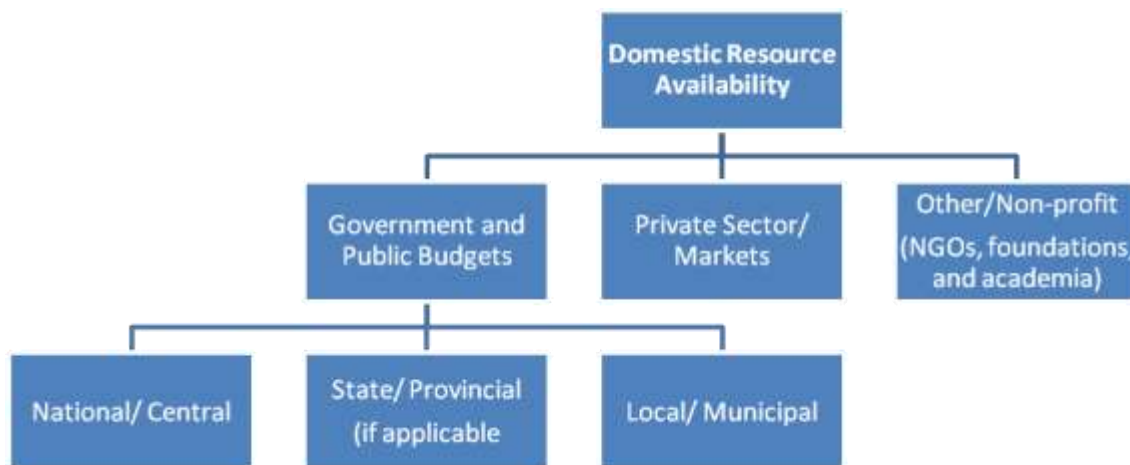 Domestic Resource
Availability
Government and
Public Budgets
Private Sector/
Markets
Other/Non-profit
(NGOs, foundations,
and academia)
National/ Central
State/ Provincial
(if applicable
Local/ Municipal